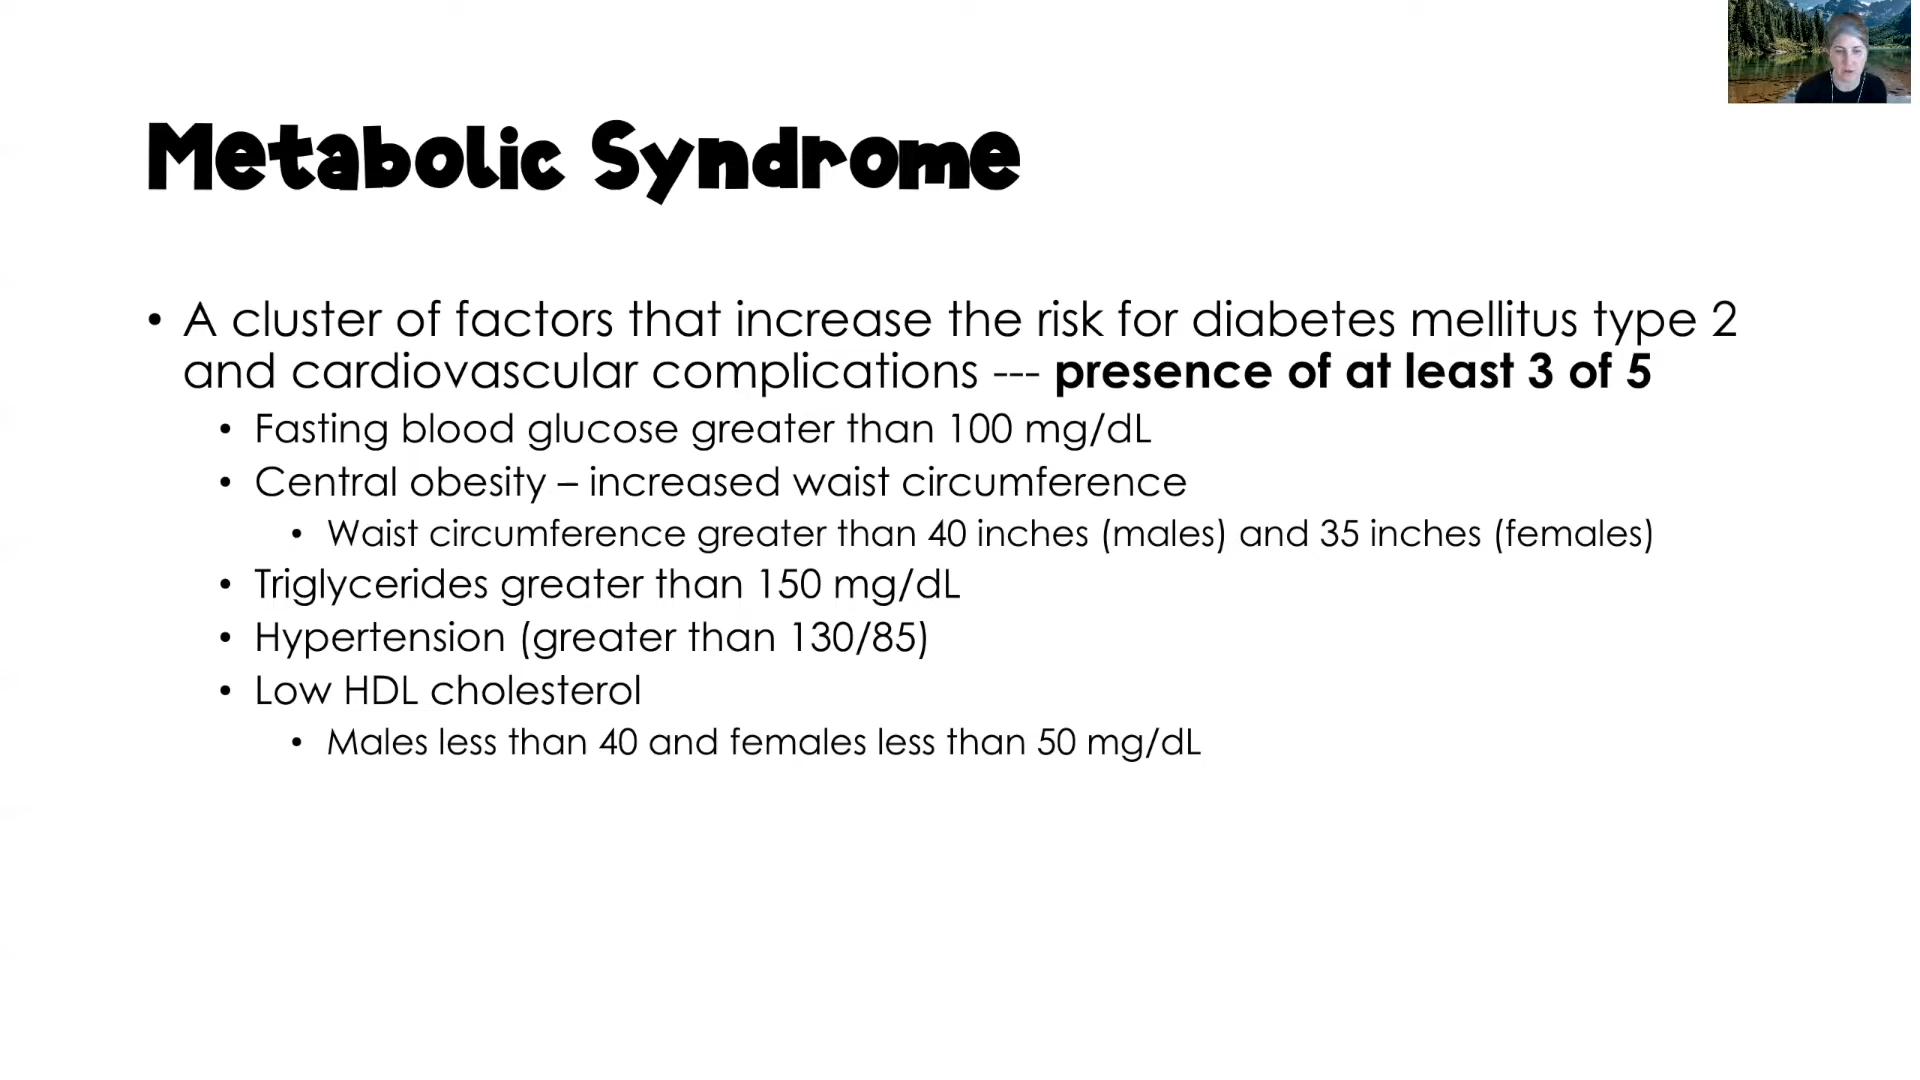 Metabolic Syndrome
• A cluster of factors that increase the risk for diabetes mellitus type 2
and cardiovascular complications --- presence of at least 3 of 5
• Fasting blood glucose greater than 100 mg/dL
• Central obesity – increased waist circumference
• Waist circumference greater than 40 inches (males) and 35 inches (females)
• Triglycerides greater than 150 mg/dL
• Hypertension (greater than 130/85)
• Low HDL cholesterol
• Males less than 40 and females less than 50 mg/dL